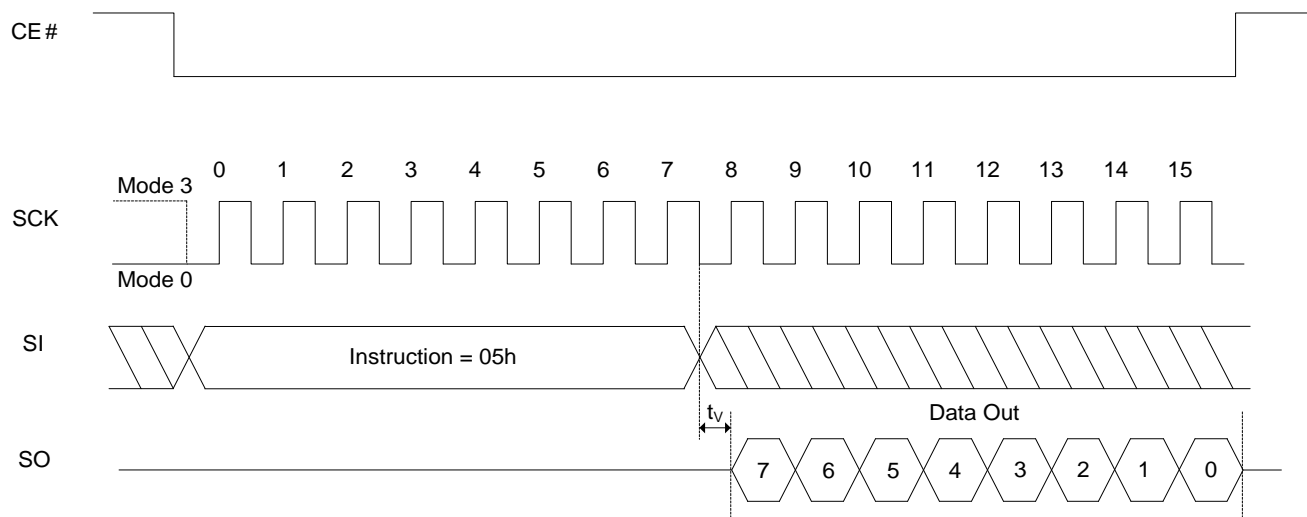 CE #
0 1 2 3 4 5 6 7 8 9 10 11 12 13 14 15
Mode 3
SCK
Mode 0
SI
Instruction = 05h
tV
Data Out
SO
7 6 5 4 3 2 1 0